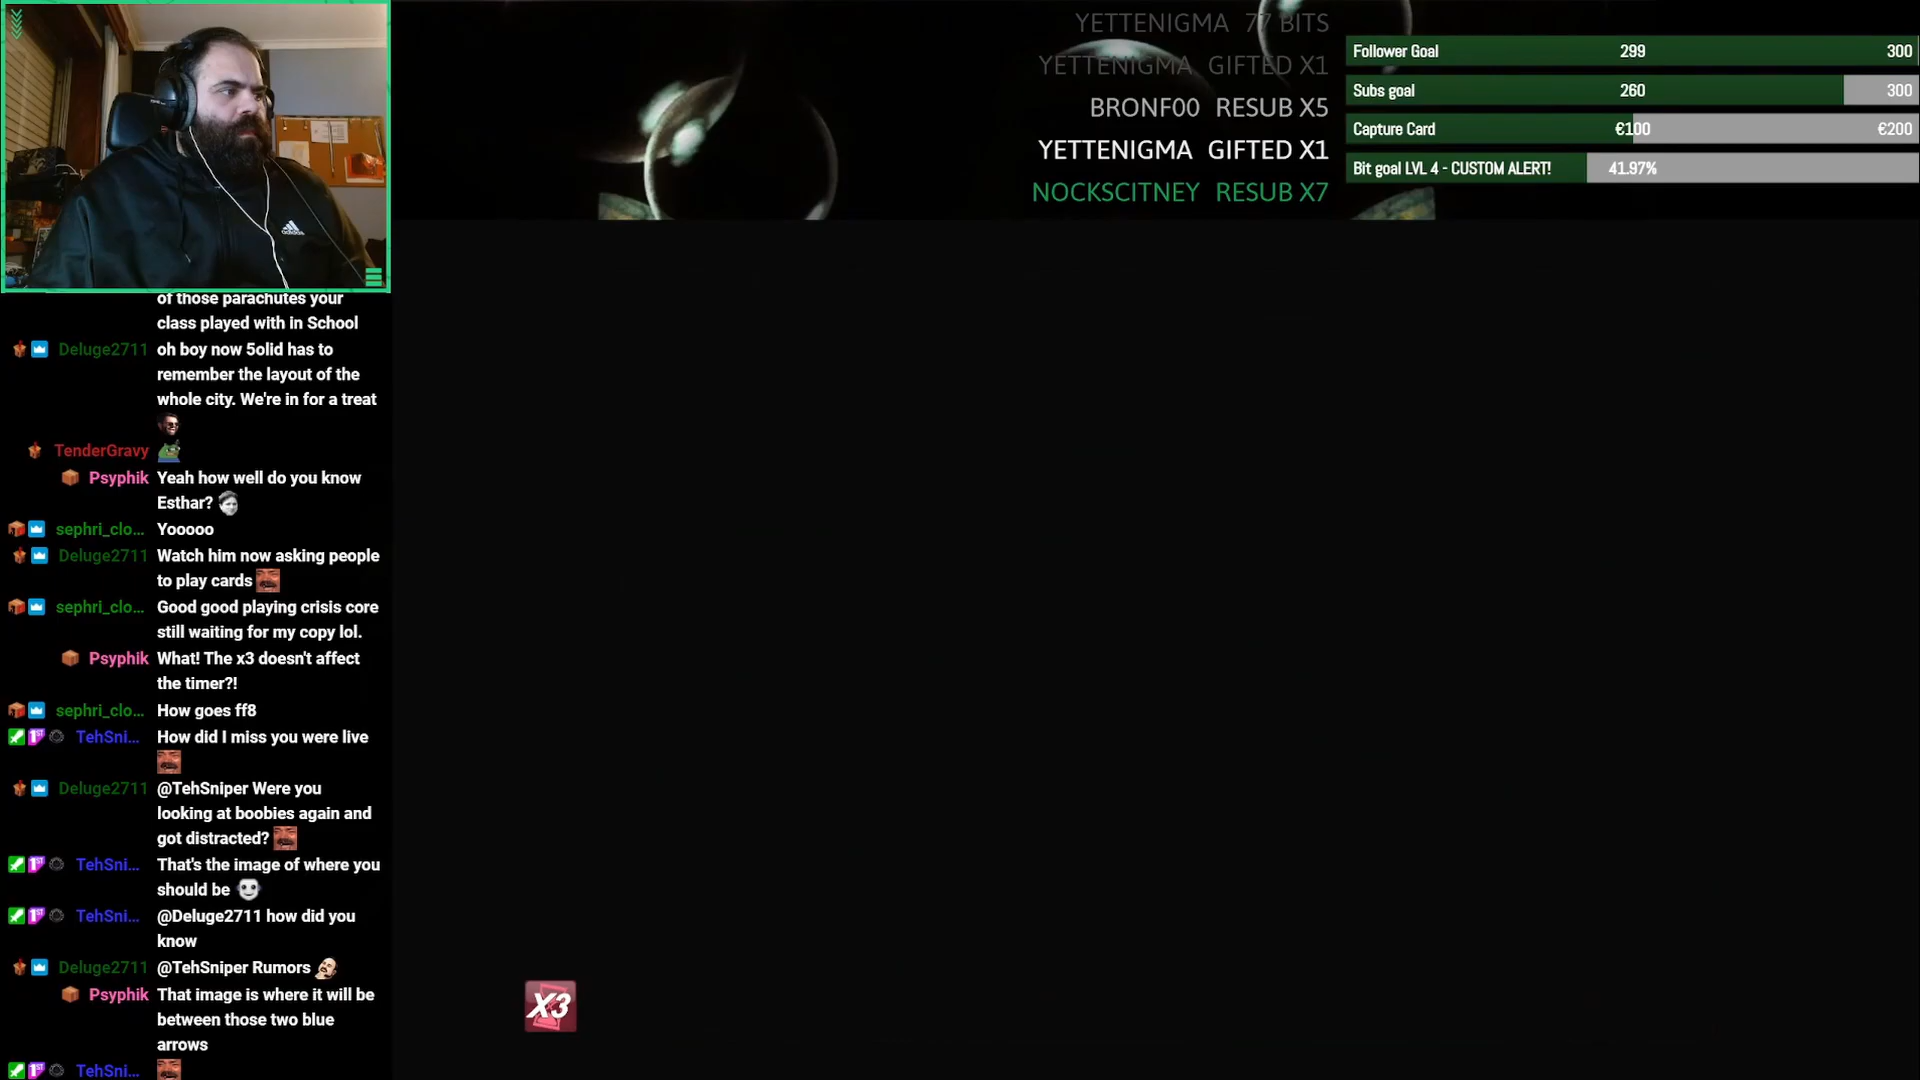 YETTENIGMA 77 BITS
YETTENIGMA GIFTED X1
BRONF00 RESUB X5
YETTENIGMA GIFTED X1
NOCKSCITNEY RESUB X7
Follower Goal 299 300
Subs goal 260 300
Capture Card €100 €200
Bit goal LVL 4 - CUSTOM ALERT! 41.97%
adidas
of those parachutes your
class played with in School
Deluge2711 oh boy now 5olid has to
remember the layout of the
whole city. We're in for a treat
TenderGravy
Psyphik Yeah how well do you know
Esthar?
sephri_clo... Yooooo
Deluge2711 Watch him now asking people
to play cards
sephri_clo... Good good playing crisis core
still waiting for my copy lol.
Psyphik What! The x3 doesn't affect
the timer?!
sephri_clo... How goes ff8
TehSni... How did I miss you were live
Deluge2711 @TehSniper Were you
looking at boobies again and
got distracted?
TehSni... That's the image of where you
should be
TehSni... @Deluge2711 how did you
know
Deluge2711 @TehSniper Rumors
Psyphik That image is where it will be
between those two blue
arrows
TehSni...
X3